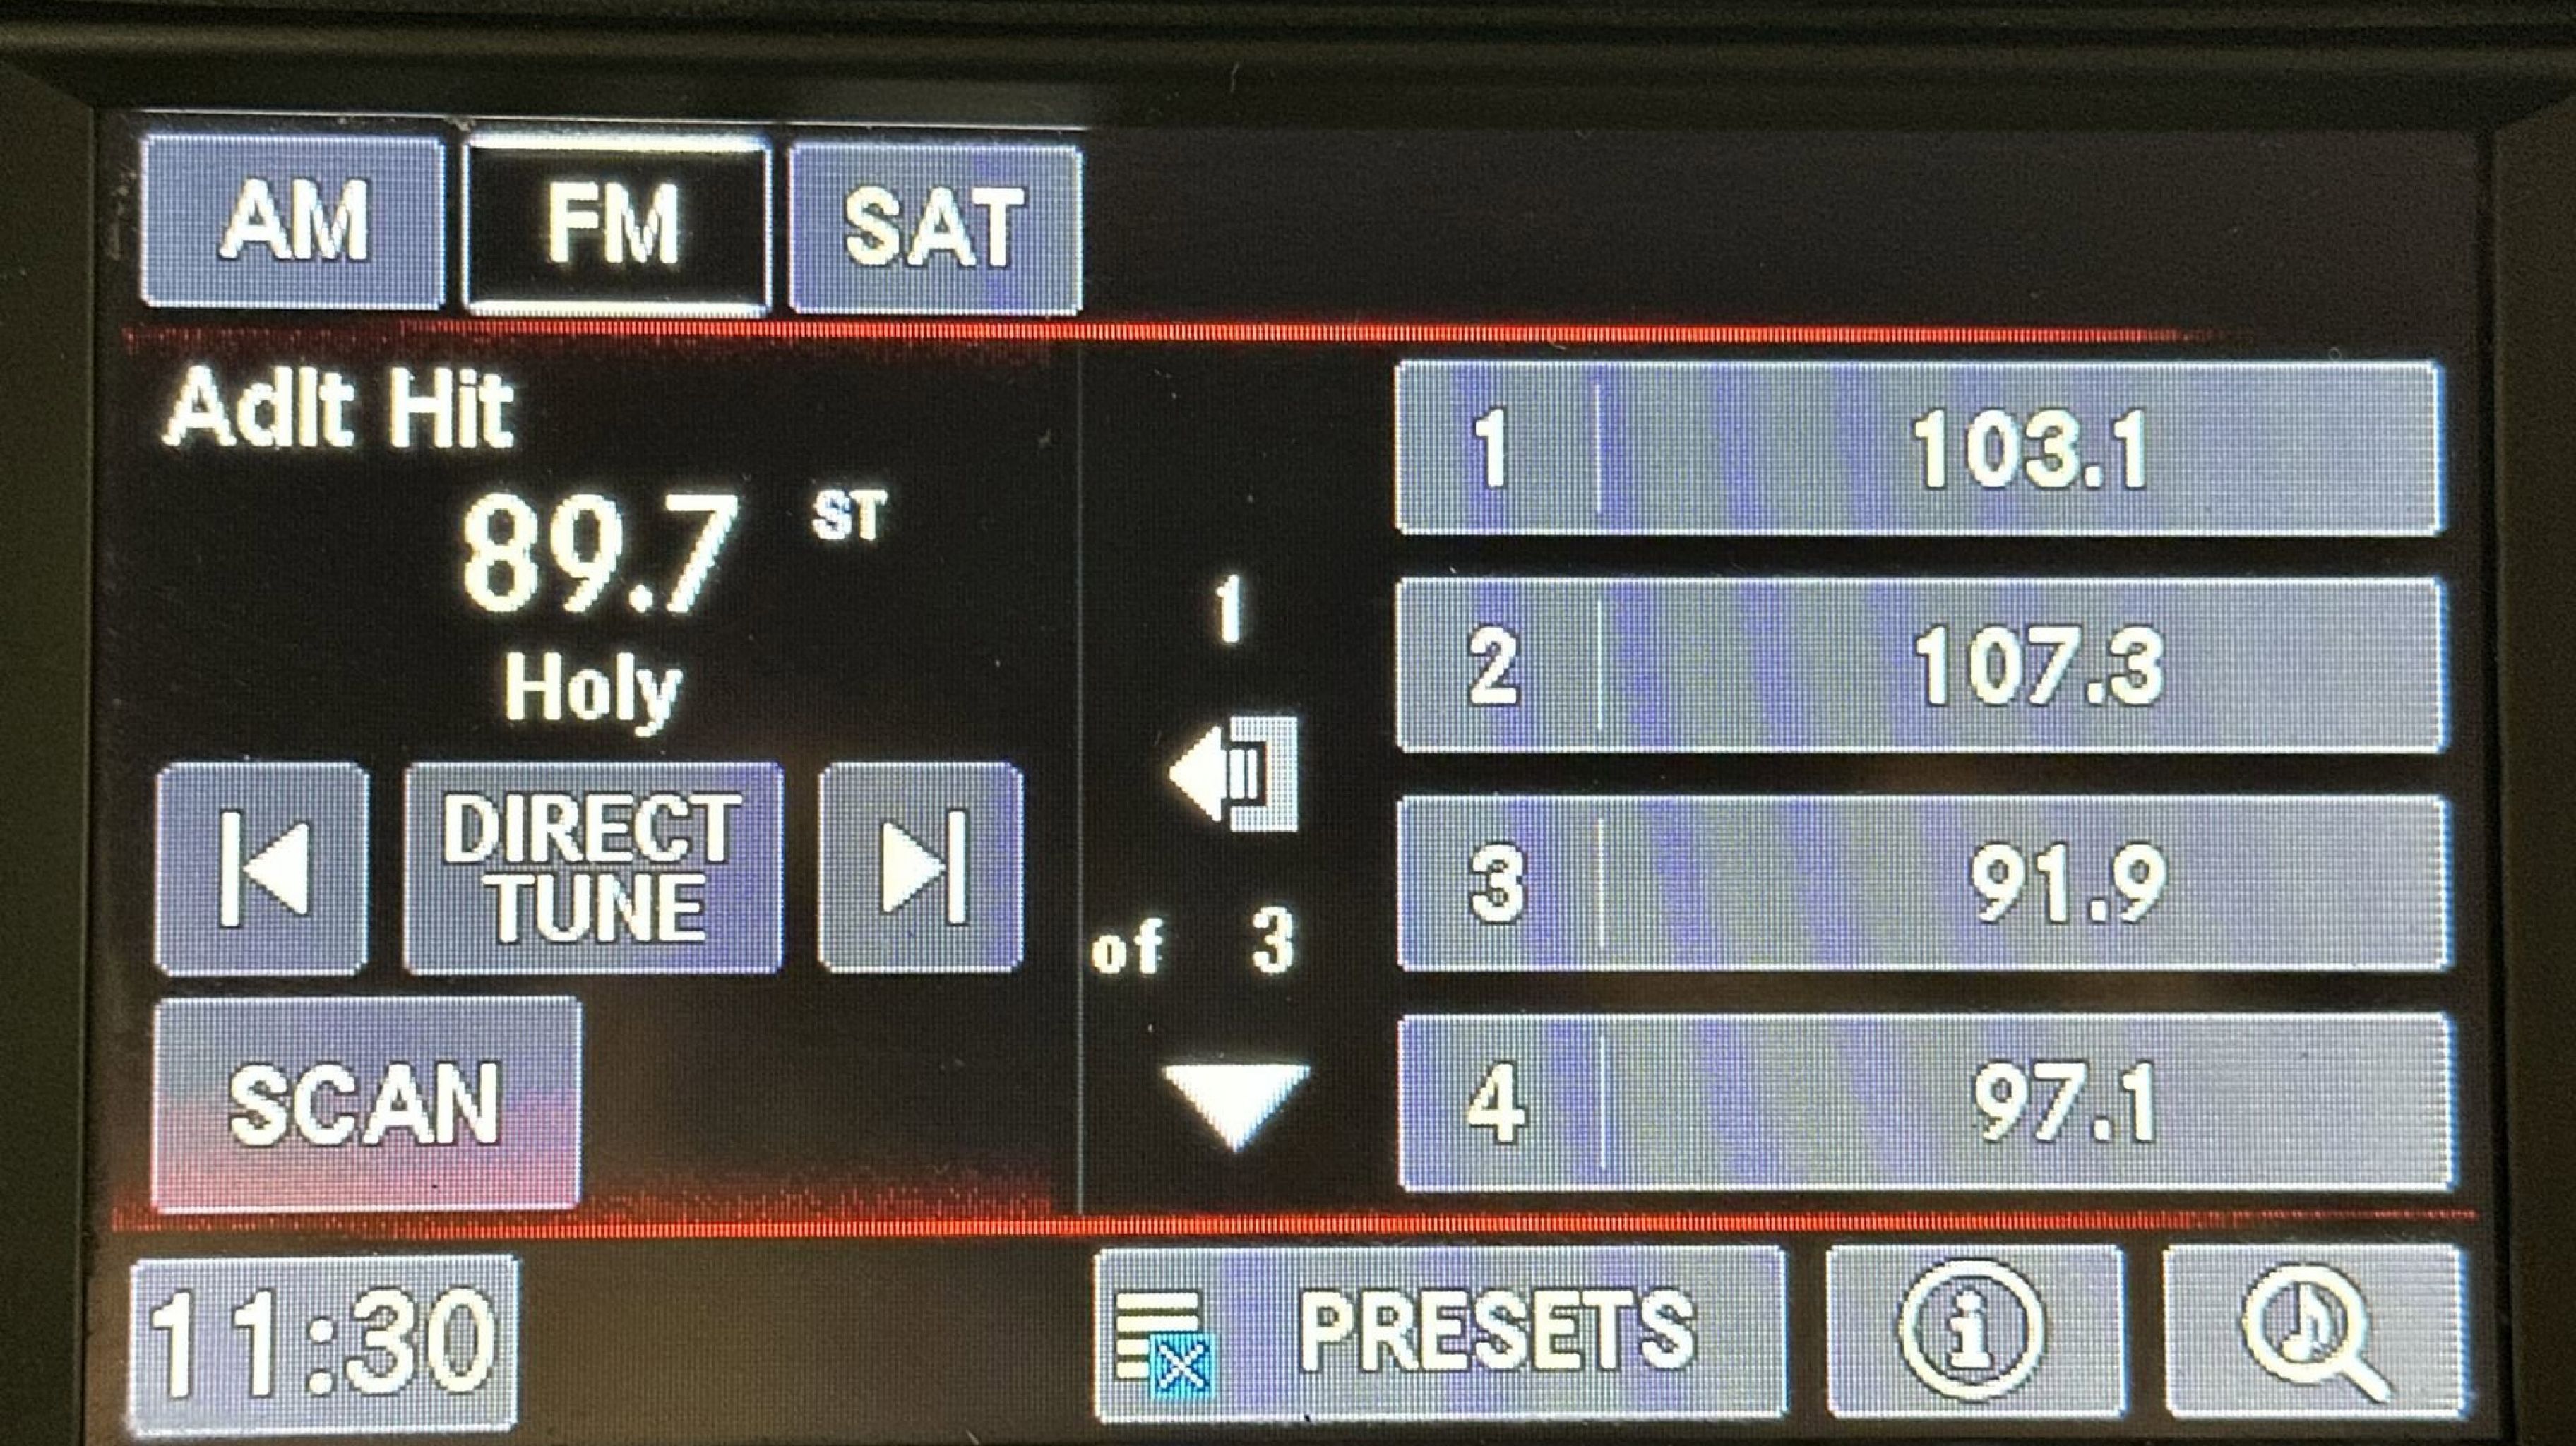 AM FM SAT
Adlt Hit
89.7 ST
Holy
DIRECT
TUNE
SCAN
1
of 3
1 103.1
2 107.3
3 91.9
4 97.1
11:30
PRESETS
i